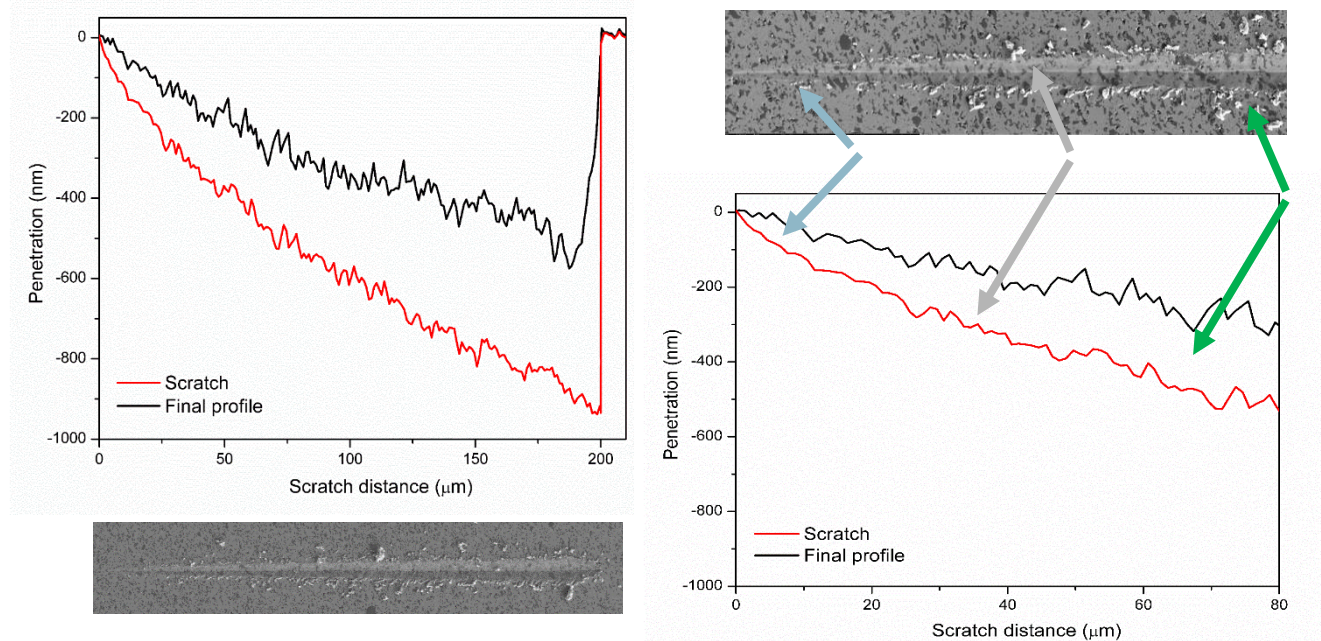 0
-200
-400
-600
-800
-1000
Penetration (nm)
Scratch
Final profile
0 50 100 150 200
Scratch distance (μm)
0
-200
-400
-600
-800
-1000
Penetration (nm)
Scratch
Final profile
0 20 40 60 80
Scratch distance (μm)